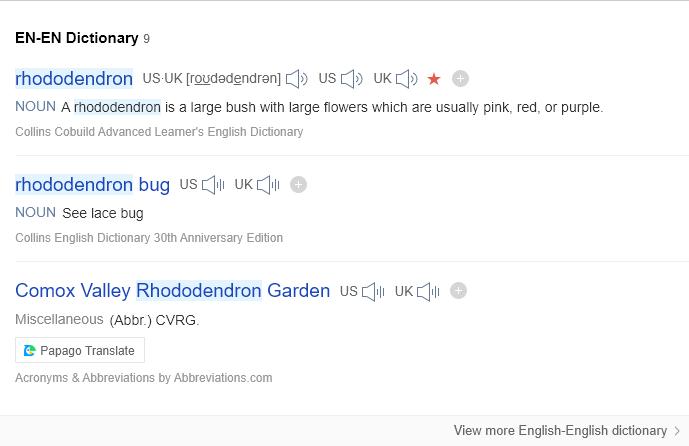 EN-EN Dictionary 9
rhododendron US·UK [roʊdədendrən] US UK
NOUN A rhododendron is a large bush with large flowers which are usually pink, red, or purple.
Collins Cobuild Advanced Learner's English Dictionary
rhododendron bug US UK
NOUN See lace bug
Collins English Dictionary 30th Anniversary Edition
Comox Valley Rhododendron Garden US UK
Miscellaneous (Abbr.) CVRG.
Papago Translate
Acronyms & Abbreviations by Abbreviations.com
View more English-English dictionary >